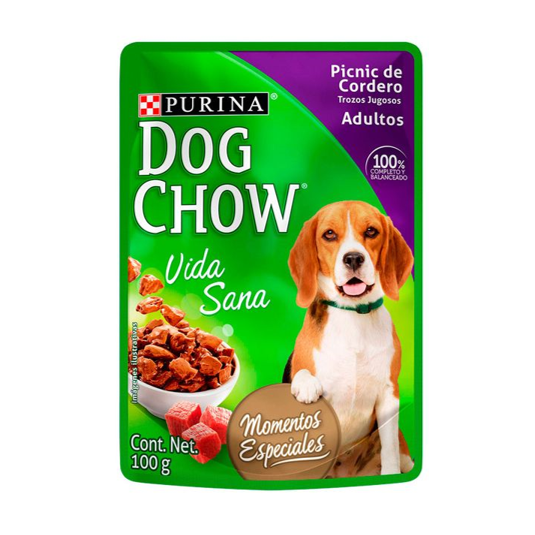 Picnic de
Cordero
Trozos Jugosos
Adultos
PURINA®
DOG
CHOW®
100%
COMPLETO Y
BALANCEADO
Vida
Sana
Imágenes ilustrativas
Momentos
Especiales
Cont. Net.
100 g